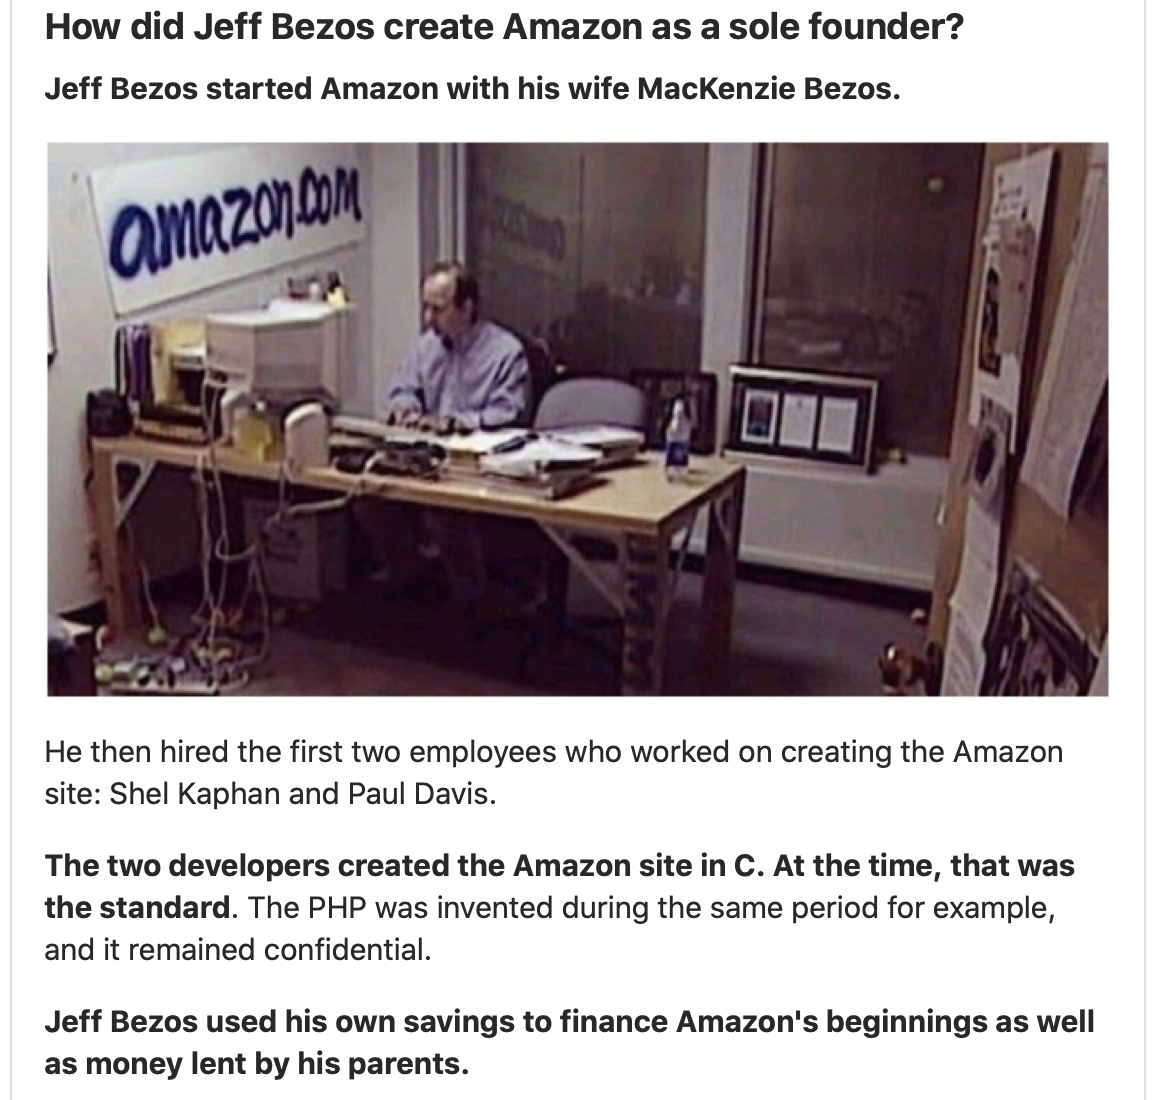 How did Jeff Bezos create Amazon as a sole founder?
Jeff Bezos started Amazon with his wife MacKenzie Bezos.
amazon.com
He then hired the first two employees who worked on creating the Amazon
site: Shel Kaphan and Paul Davis.
The two developers created the Amazon site in C. At the time, that was
the standard. The PHP was invented during the same period for example,
and it remained confidential.
Jeff Bezos used his own savings to finance Amazon's beginnings as well
as money lent by his parents.